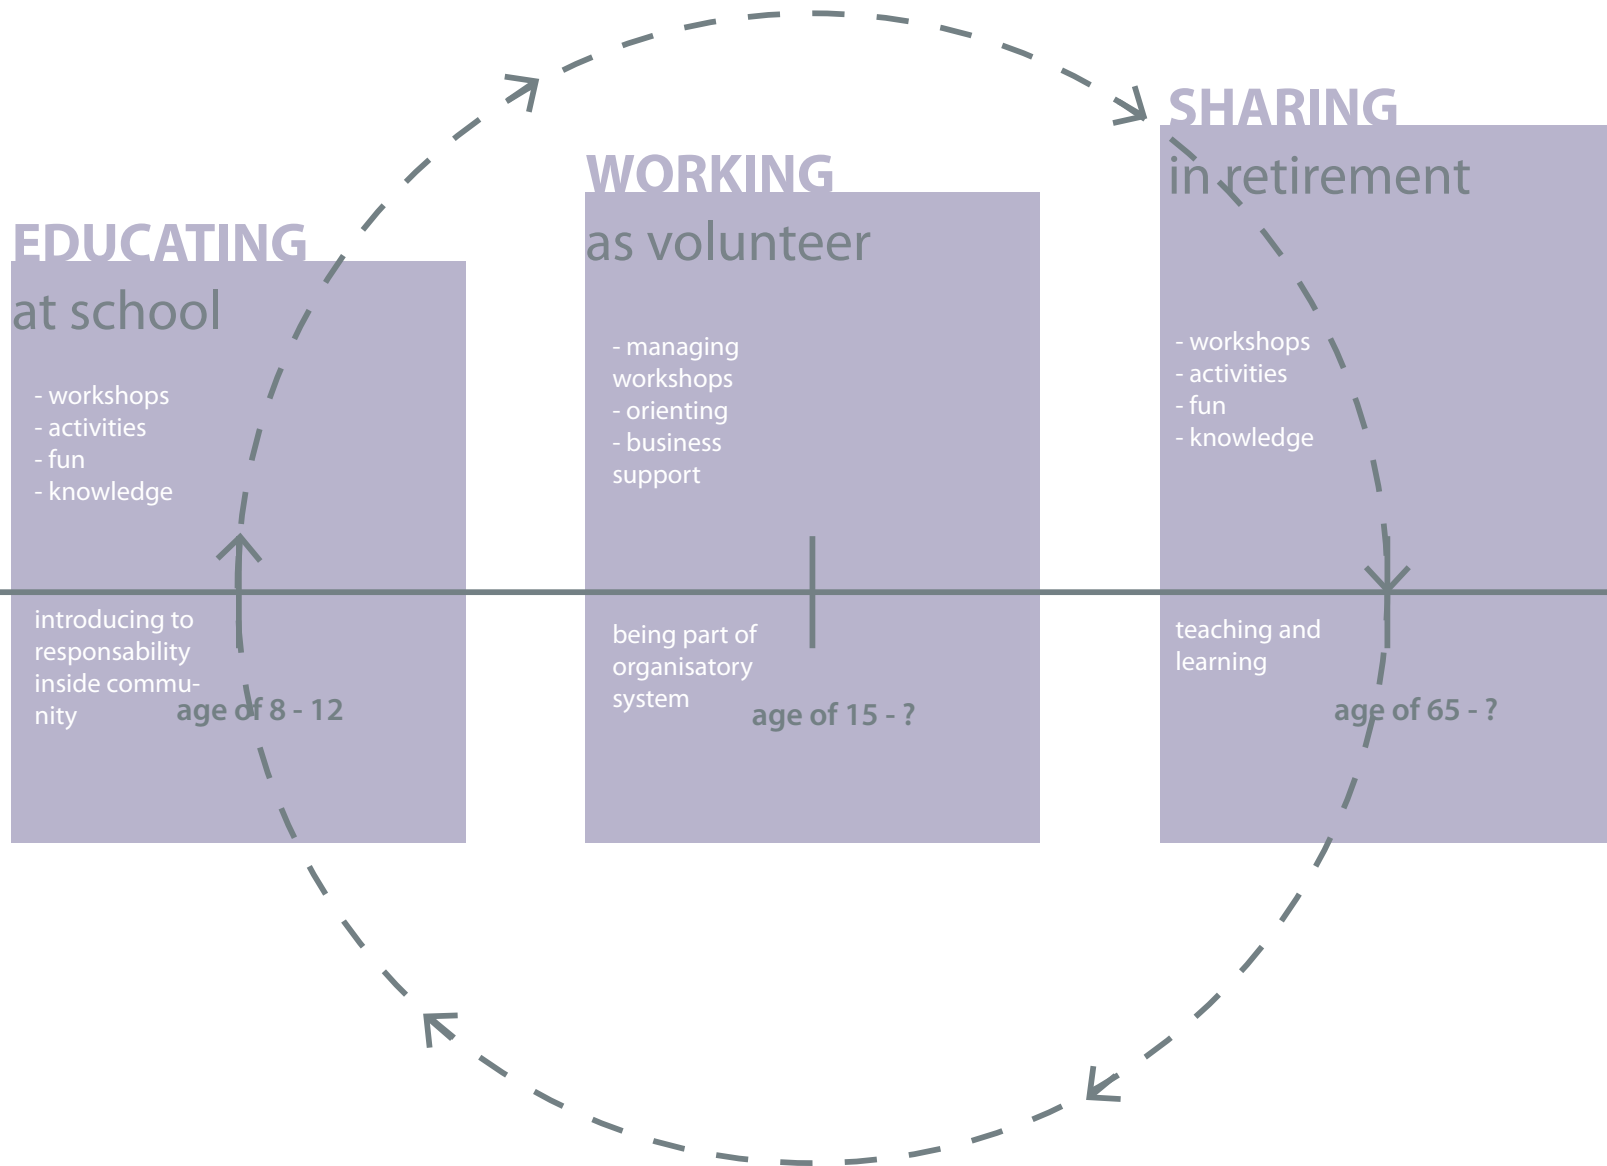 EDUCATING
at school
- workshops
- activities
- fun
- knowledge
introducing to
responsability
inside commu-
nity
age of 8 - 12
WORKING
as volunteer
- managing
workshops
- orienting
- business
support
being part of
organisatory
system
age of 15 - ?
SHARING
in retirement
- workshops
- activities
- fun
- knowledge
teaching and
learning
age of 65 - ?